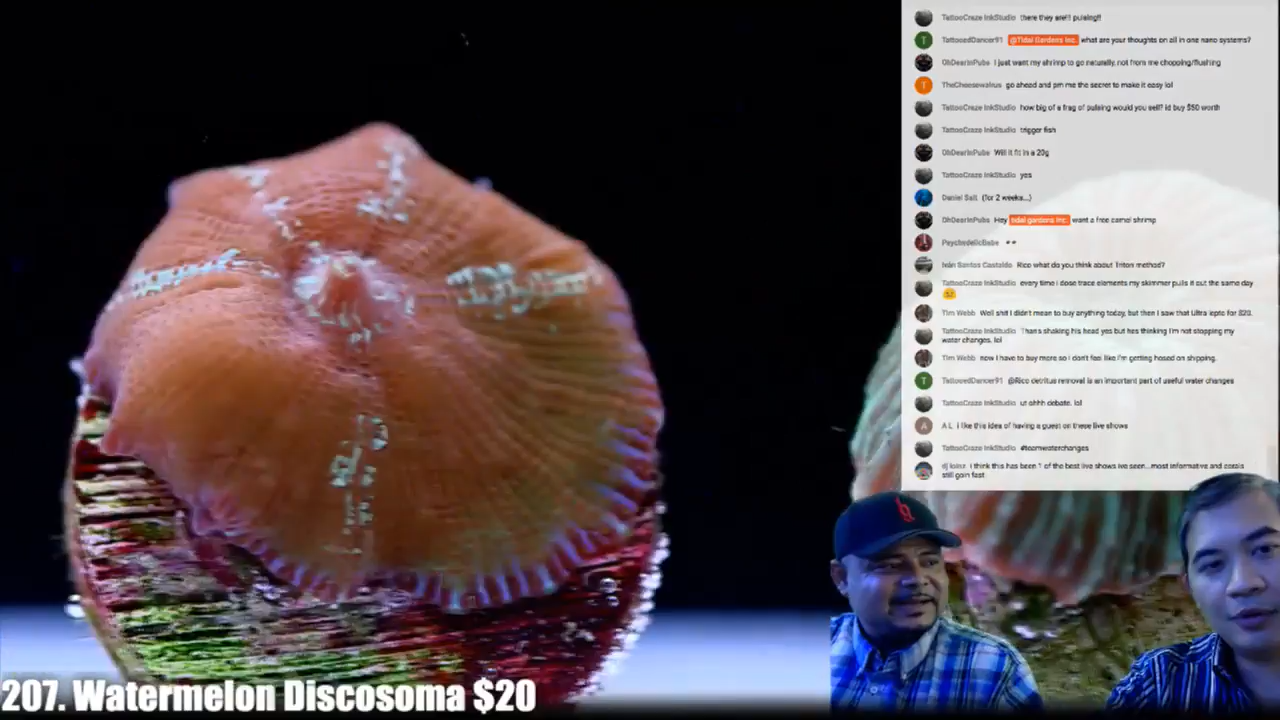 TattooCraze InkStudio there they are!!! pulsing!!
T TattooedDancer91 @Tidal Gardens Inc. what are your thoughts on all in one nano systems?
OhDearInPubs I just want my shrimp to go naturally, not from me chopping/flushing
T TheCheesewalrus go ahead and pm me the secret to make it easy lol
TattooCraze InkStudio how big of a frag of pulsing would you sell? id buy $50 worth
TattooCraze InkStudio trigger fish
OhDearInPubs Will it fit in a 20g
TattooCraze InkStudio yes
Daniel Salt (for 2 weeks...)
OhDearInPubs Hey tidal gardens inc. want a free camel shrimp
PsychydelicBabe
Iván Santos Castaldo Rico what do you think about Triton method?
TattooCraze InkStudio every time i dose trace elements my skimmer pulls it out the same day
Tim Webb Well shit I didn't mean to buy anything today, but then I saw that Ultra lepto for $20.
TattooCraze InkStudio Thans shaking his head yes but hes thinking I'm not stopping my
water changes. lol
Tim Webb now I have to buy more so i don't feel like i'm getting hosed on shipping.
T TattooedDancer91 @Rico detritus removal is an important part of useful water changes
TattooCraze InkStudio ut ohhh debate. lol
A A L i like this idea of having a guest on these live shows
TattooCraze InkStudio #teamwaterchanges
i think this has been 1 of the best live shows ive seen...most informative and corals
still goin fast
207. Watermelon Discosoma $20